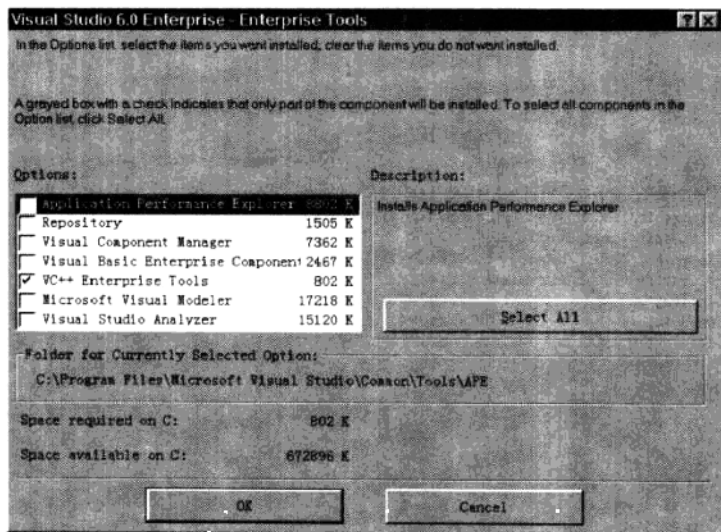 Visual Studio 6.0 Enterprise - Enterprise Tools
In the Options list, select the items you want installed; clear the items you do not want installed.
A grayed box with a check indicates that only part of the component will be installed. To select all components in the
Option list, click Select All.
Options:
Description:
Application Performance Explorer 8802 K
Installs Application Performance Explorer
Repository 1505 K
Visual Component Manager 7362 K
Visual Basic Enterprise Component 2467 K
VC++ Enterprise Tools 802 K
Microsoft Visual Modeler 17218 K
Visual Studio Analyzer 15120 K
Select All
Folder for Currently Selected Option:
C:\Program Files\Microsoft Visual Studio\Common\Tools\APE
Space required on C: 802 K
Space available on C: 672896 K
OK
Cancel